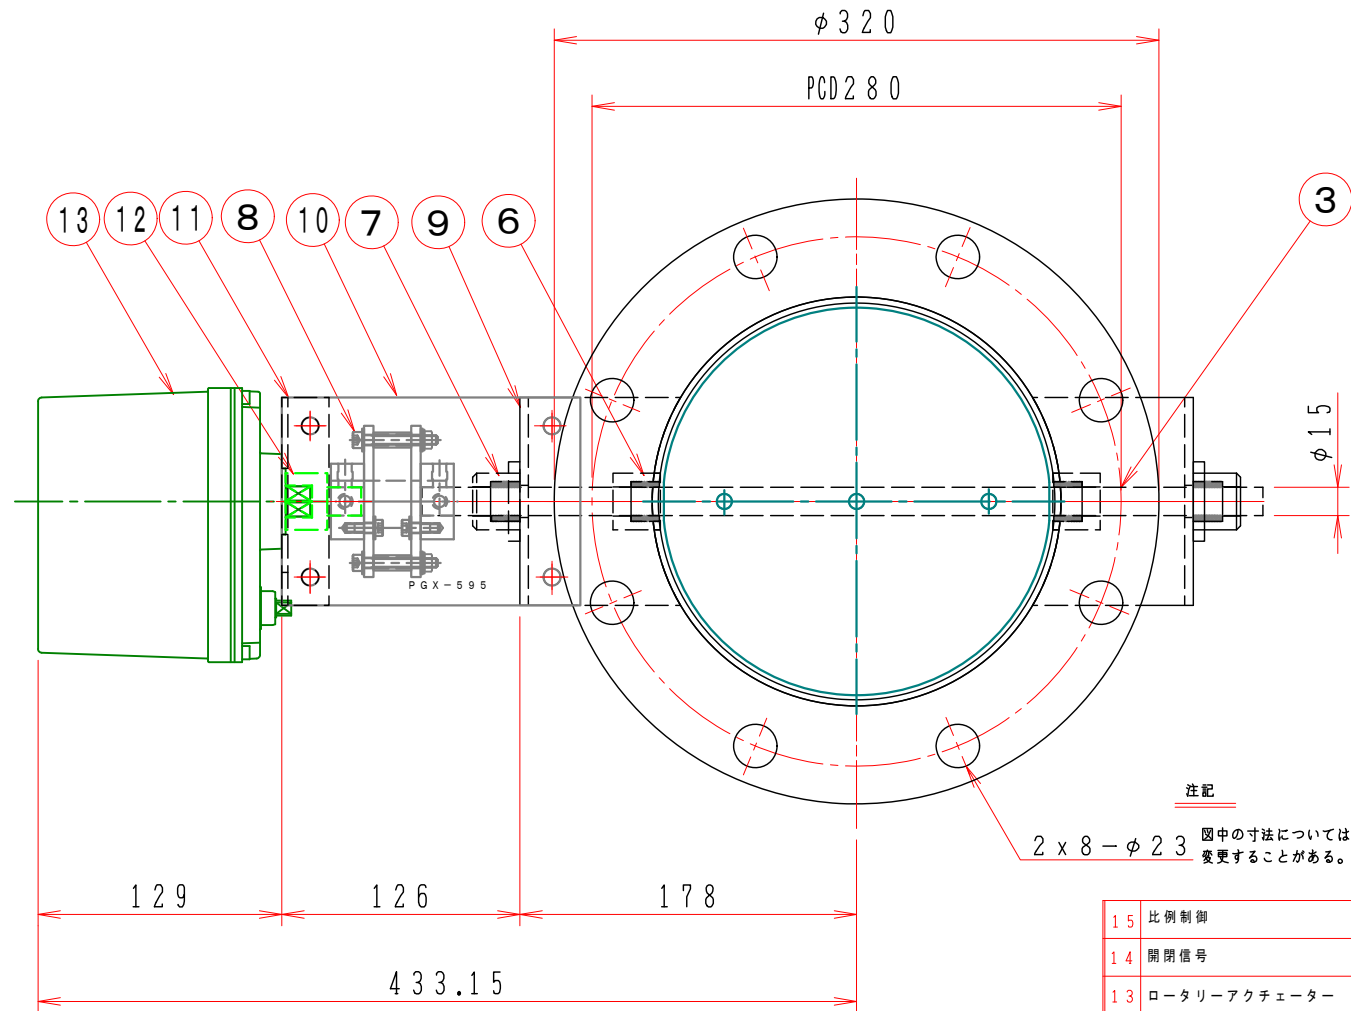 φ320
PCD280
13
12
11
8
10
7
9
6
3
φ15
PGX-595
注記
図中の寸法については
変更することがある。
2x8-φ23
129
126
178
433.15
15 比例制御
14 開閉信号
13 ロータリーアクチェーター